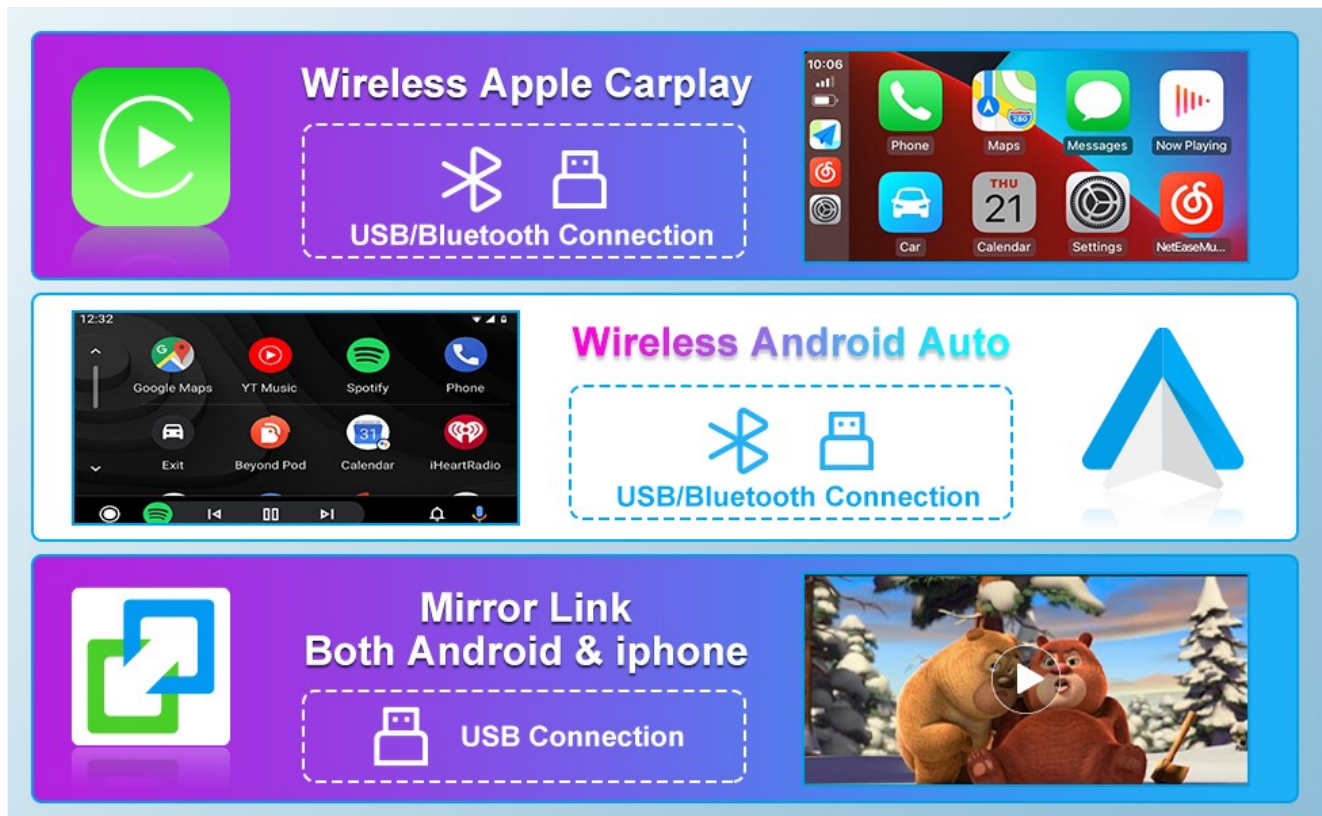 Wireless Apple Carplay
USB/Bluetooth Connection
10:06
280
Phone
Maps
Messages
Now Playing
THU
21
Car
Calendar
Settings
NetEaseMu...
12:32
G
Google Maps
YT Music
Spotify
Phone
31
Exit
Beyond Pod
Calendar
iHeartRadio
Wireless Android Auto
USB/Bluetooth Connection
Mirror Link
Both Android & iphone
USB Connection